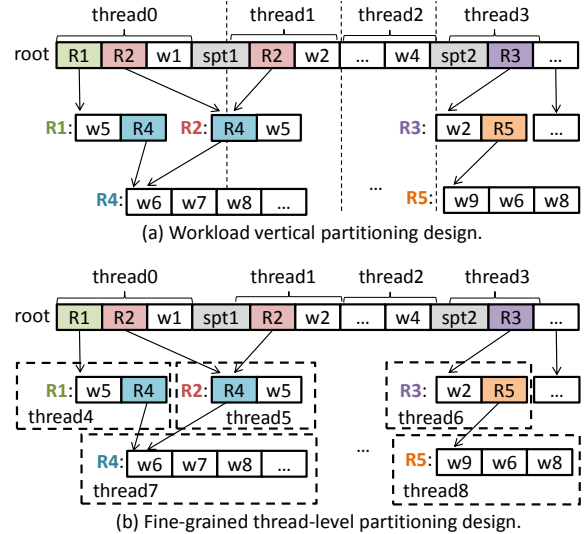 thread0 thread1 thread2 thread3
root R1 R2 w1 spt1 R2 w2 ... w4 spt2 R3 ...
R1: w5 R4 R2: R4 w5 R3: w2 R5 ...
R4: w6 w7 w8 ... ... R5: w9 w6 w8
(a) Workload vertical partitioning design.
thread0 thread1 thread2 thread3
root R1 R2 w1 spt1 R2 w2 ... w4 spt2 R3 ...
R1: w5 R4 R2: R4 w5 R3: w2 R5 ...
thread4 thread5 thread6
R4: w6 w7 w8 ... ... R5: w9 w6 w8
thread7 thread8
(b) Fine-grained thread-level partitioning design.